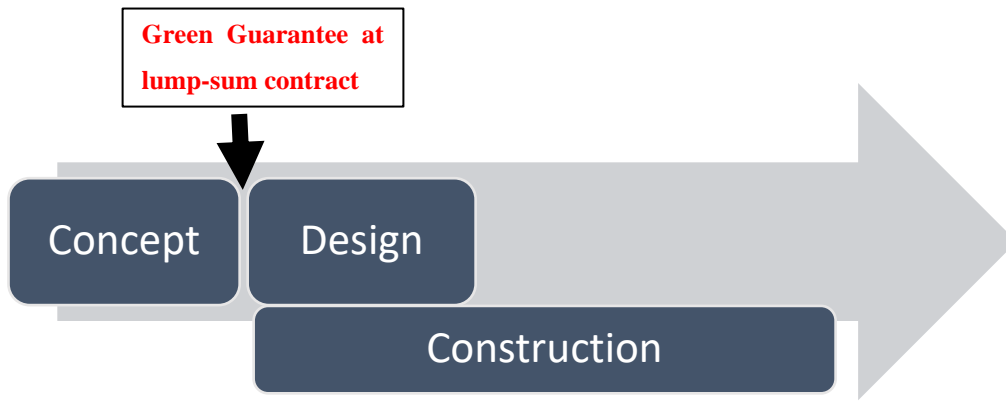 Green Guarantee at
lump-sum contract
Concept
Design
Construction